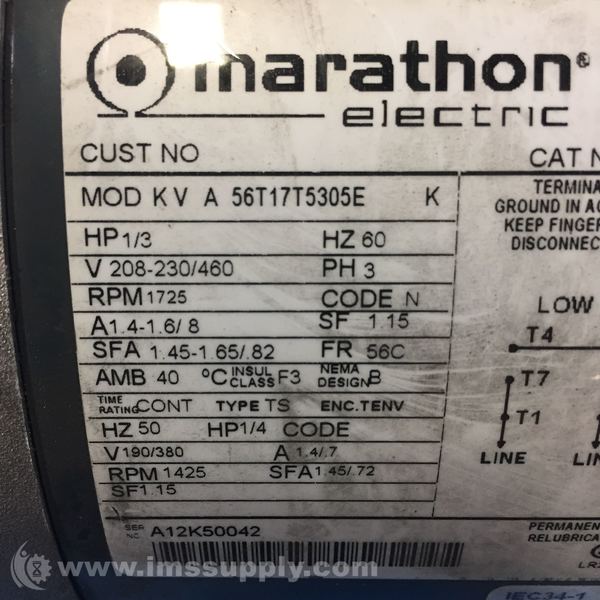 marathon®
electric
CUST NO
CAT N
MOD K V A 56T17T5305E K
HP 1/3 HZ 60
V 208-230/460 PH 3
RPM 1725 CODE N
A 1.4-1.6/ 8 SF 1.15
SFA 1.45-1.65/.82 FR 56C
AMB 40 °C INSUL CLASS F3 NEMA DESIGN B
TIME RATING CONT TYPE TS ENC. TENV
HZ 50 HP 1/4 CODE
V 190/380 A 1.4/.7
RPM 1425 SFA 1.45/.72
SF 1.15
SER NO. A12K50042
TERMINA
GROUND IN AC
KEEP FINGER
DISCONNEC
LOW
T4
T7
T1
LINE LIN
PERMANEN
RELUBRICA
LR
IEC34-1
© www.imssupply.com